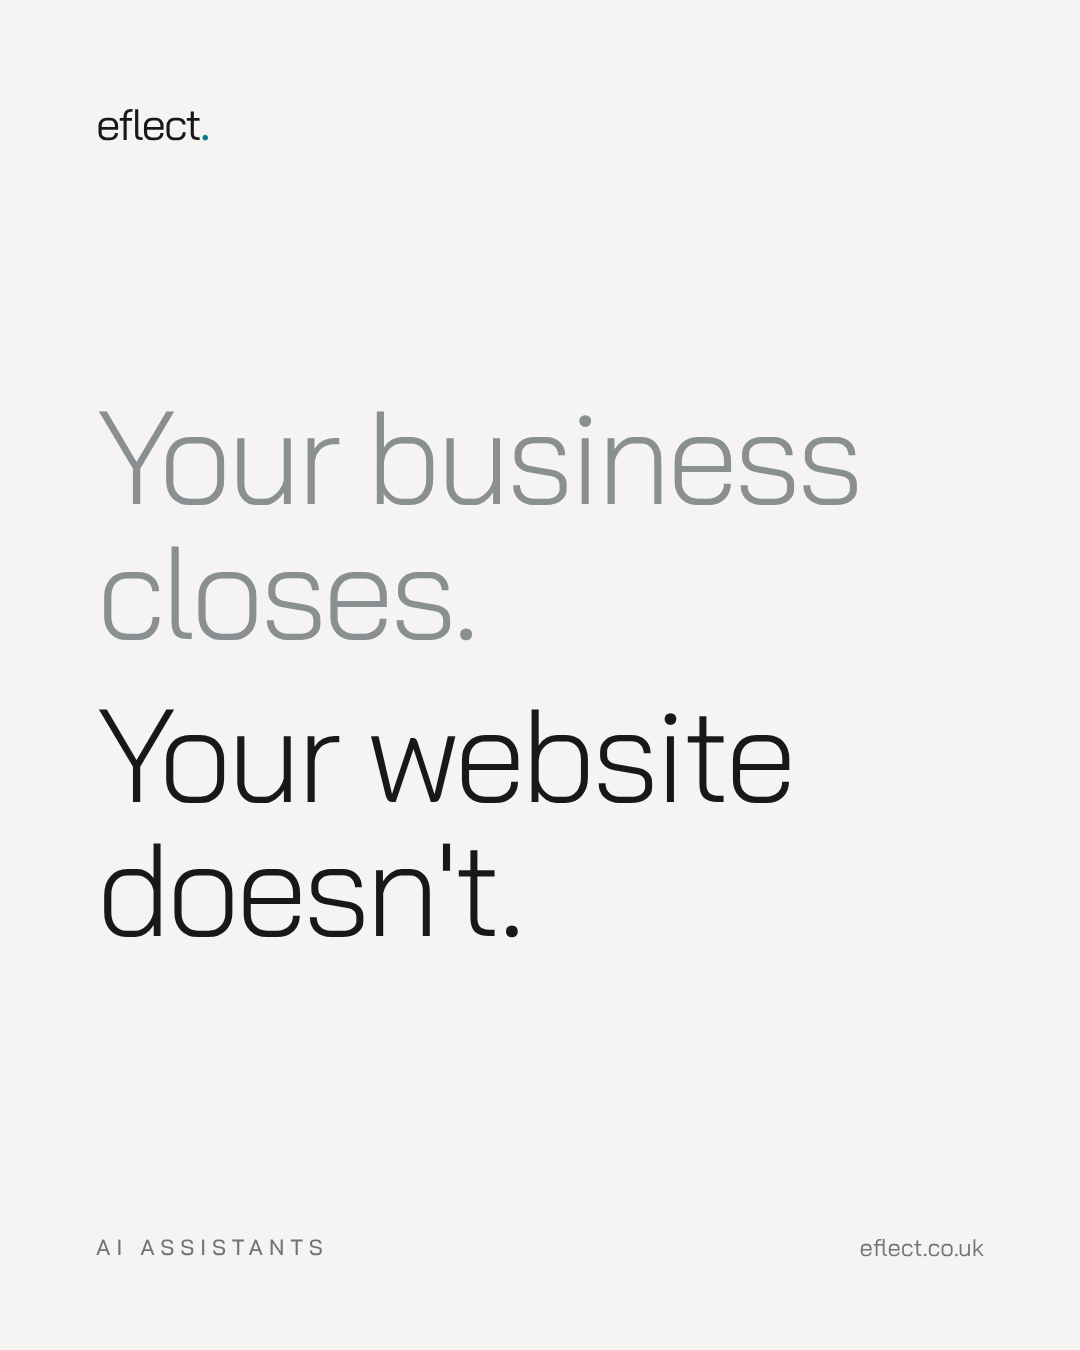 eflect.
Your business
closes.
Your website
doesn't.
AI ASSISTANTS
eflect.co.uk